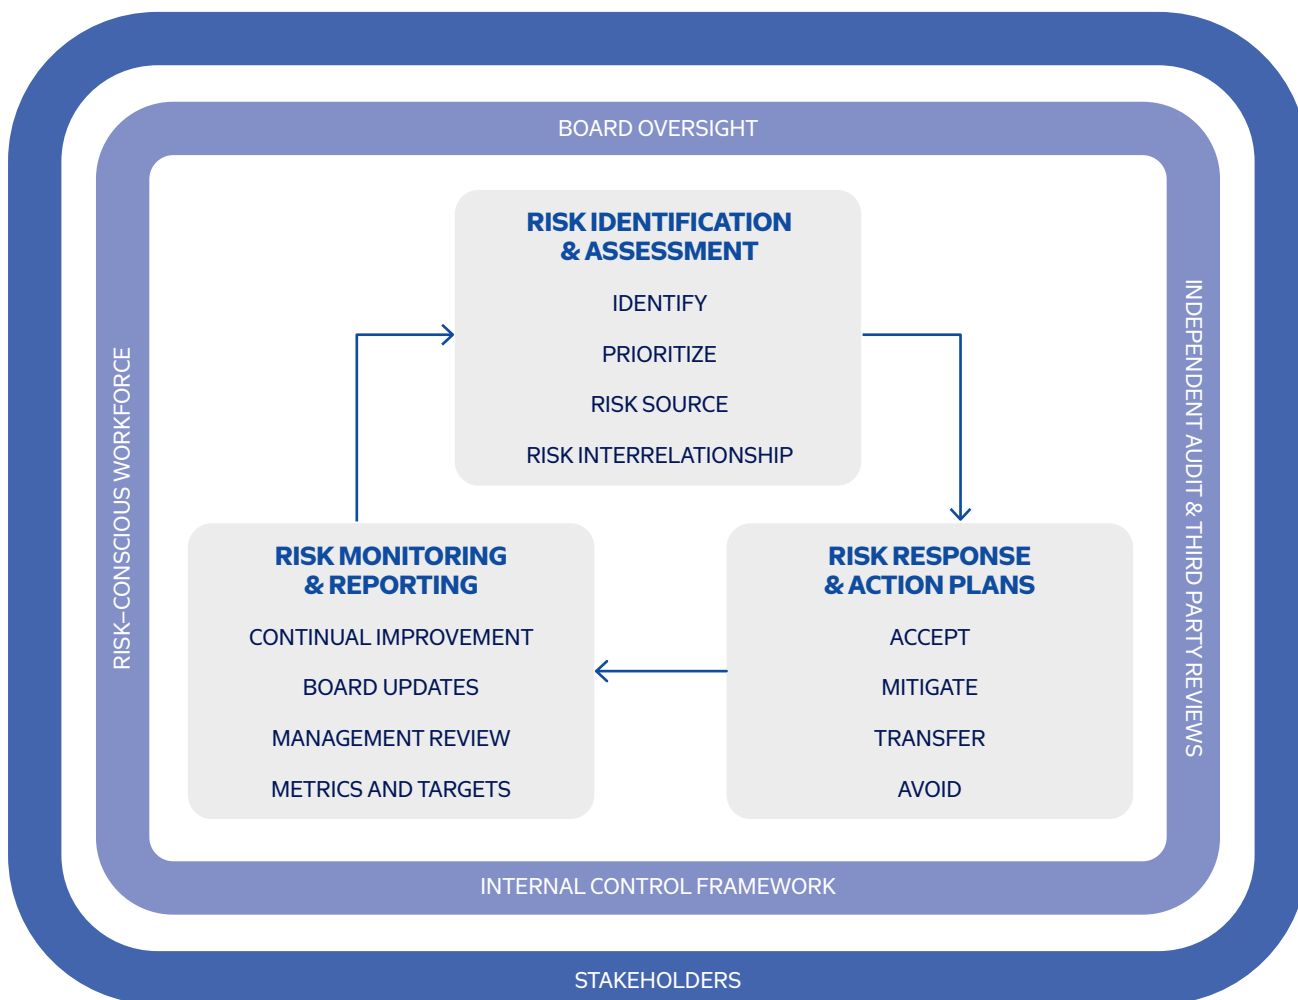 BOARD OVERSIGHT
RISK IDENTIFICATION
& ASSESSMENT
IDENTIFY
PRIORITIZE
RISK SOURCE
RISK INTERRELATIONSHIP
RISK–CONSCIOUS WORKFORCE
INDEPENDENT AUDIT & THIRD PARTY REVIEWS
RISK MONITORING
& REPORTING
CONTINUAL IMPROVEMENT
BOARD UPDATES
MANAGEMENT REVIEW
METRICS AND TARGETS
RISK RESPONSE
& ACTION PLANS
ACCEPT
MITIGATE
TRANSFER
AVOID
INTERNAL CONTROL FRAMEWORK
STAKEHOLDERS